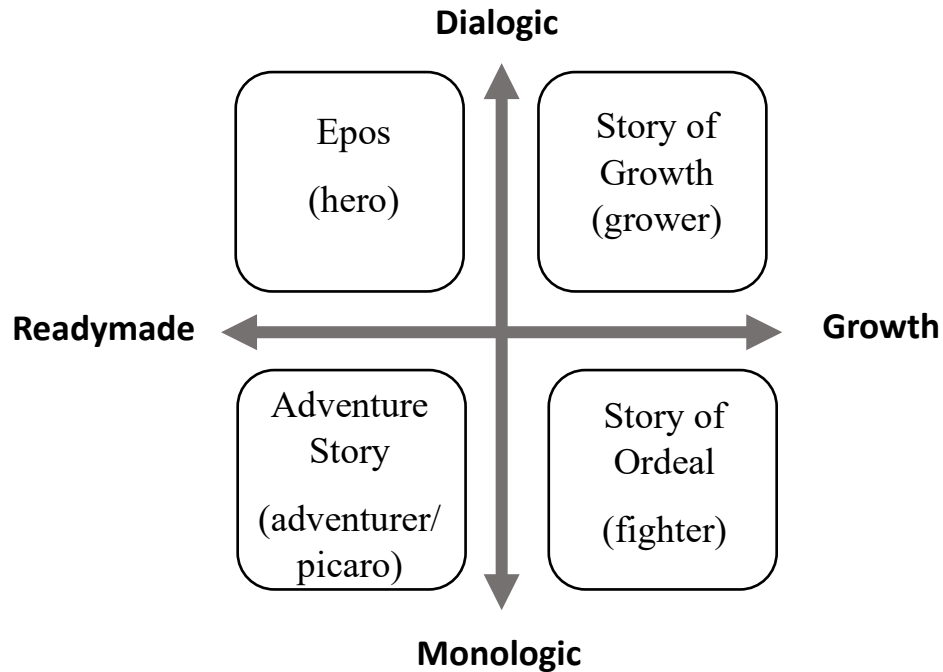 Dialogic
Epos
(hero)
Story of
Growth
(grower)
Readymade
Growth
Adventure
Story
(adventurer/
picaro)
Story of
Ordeal
(fighter)
Monologic